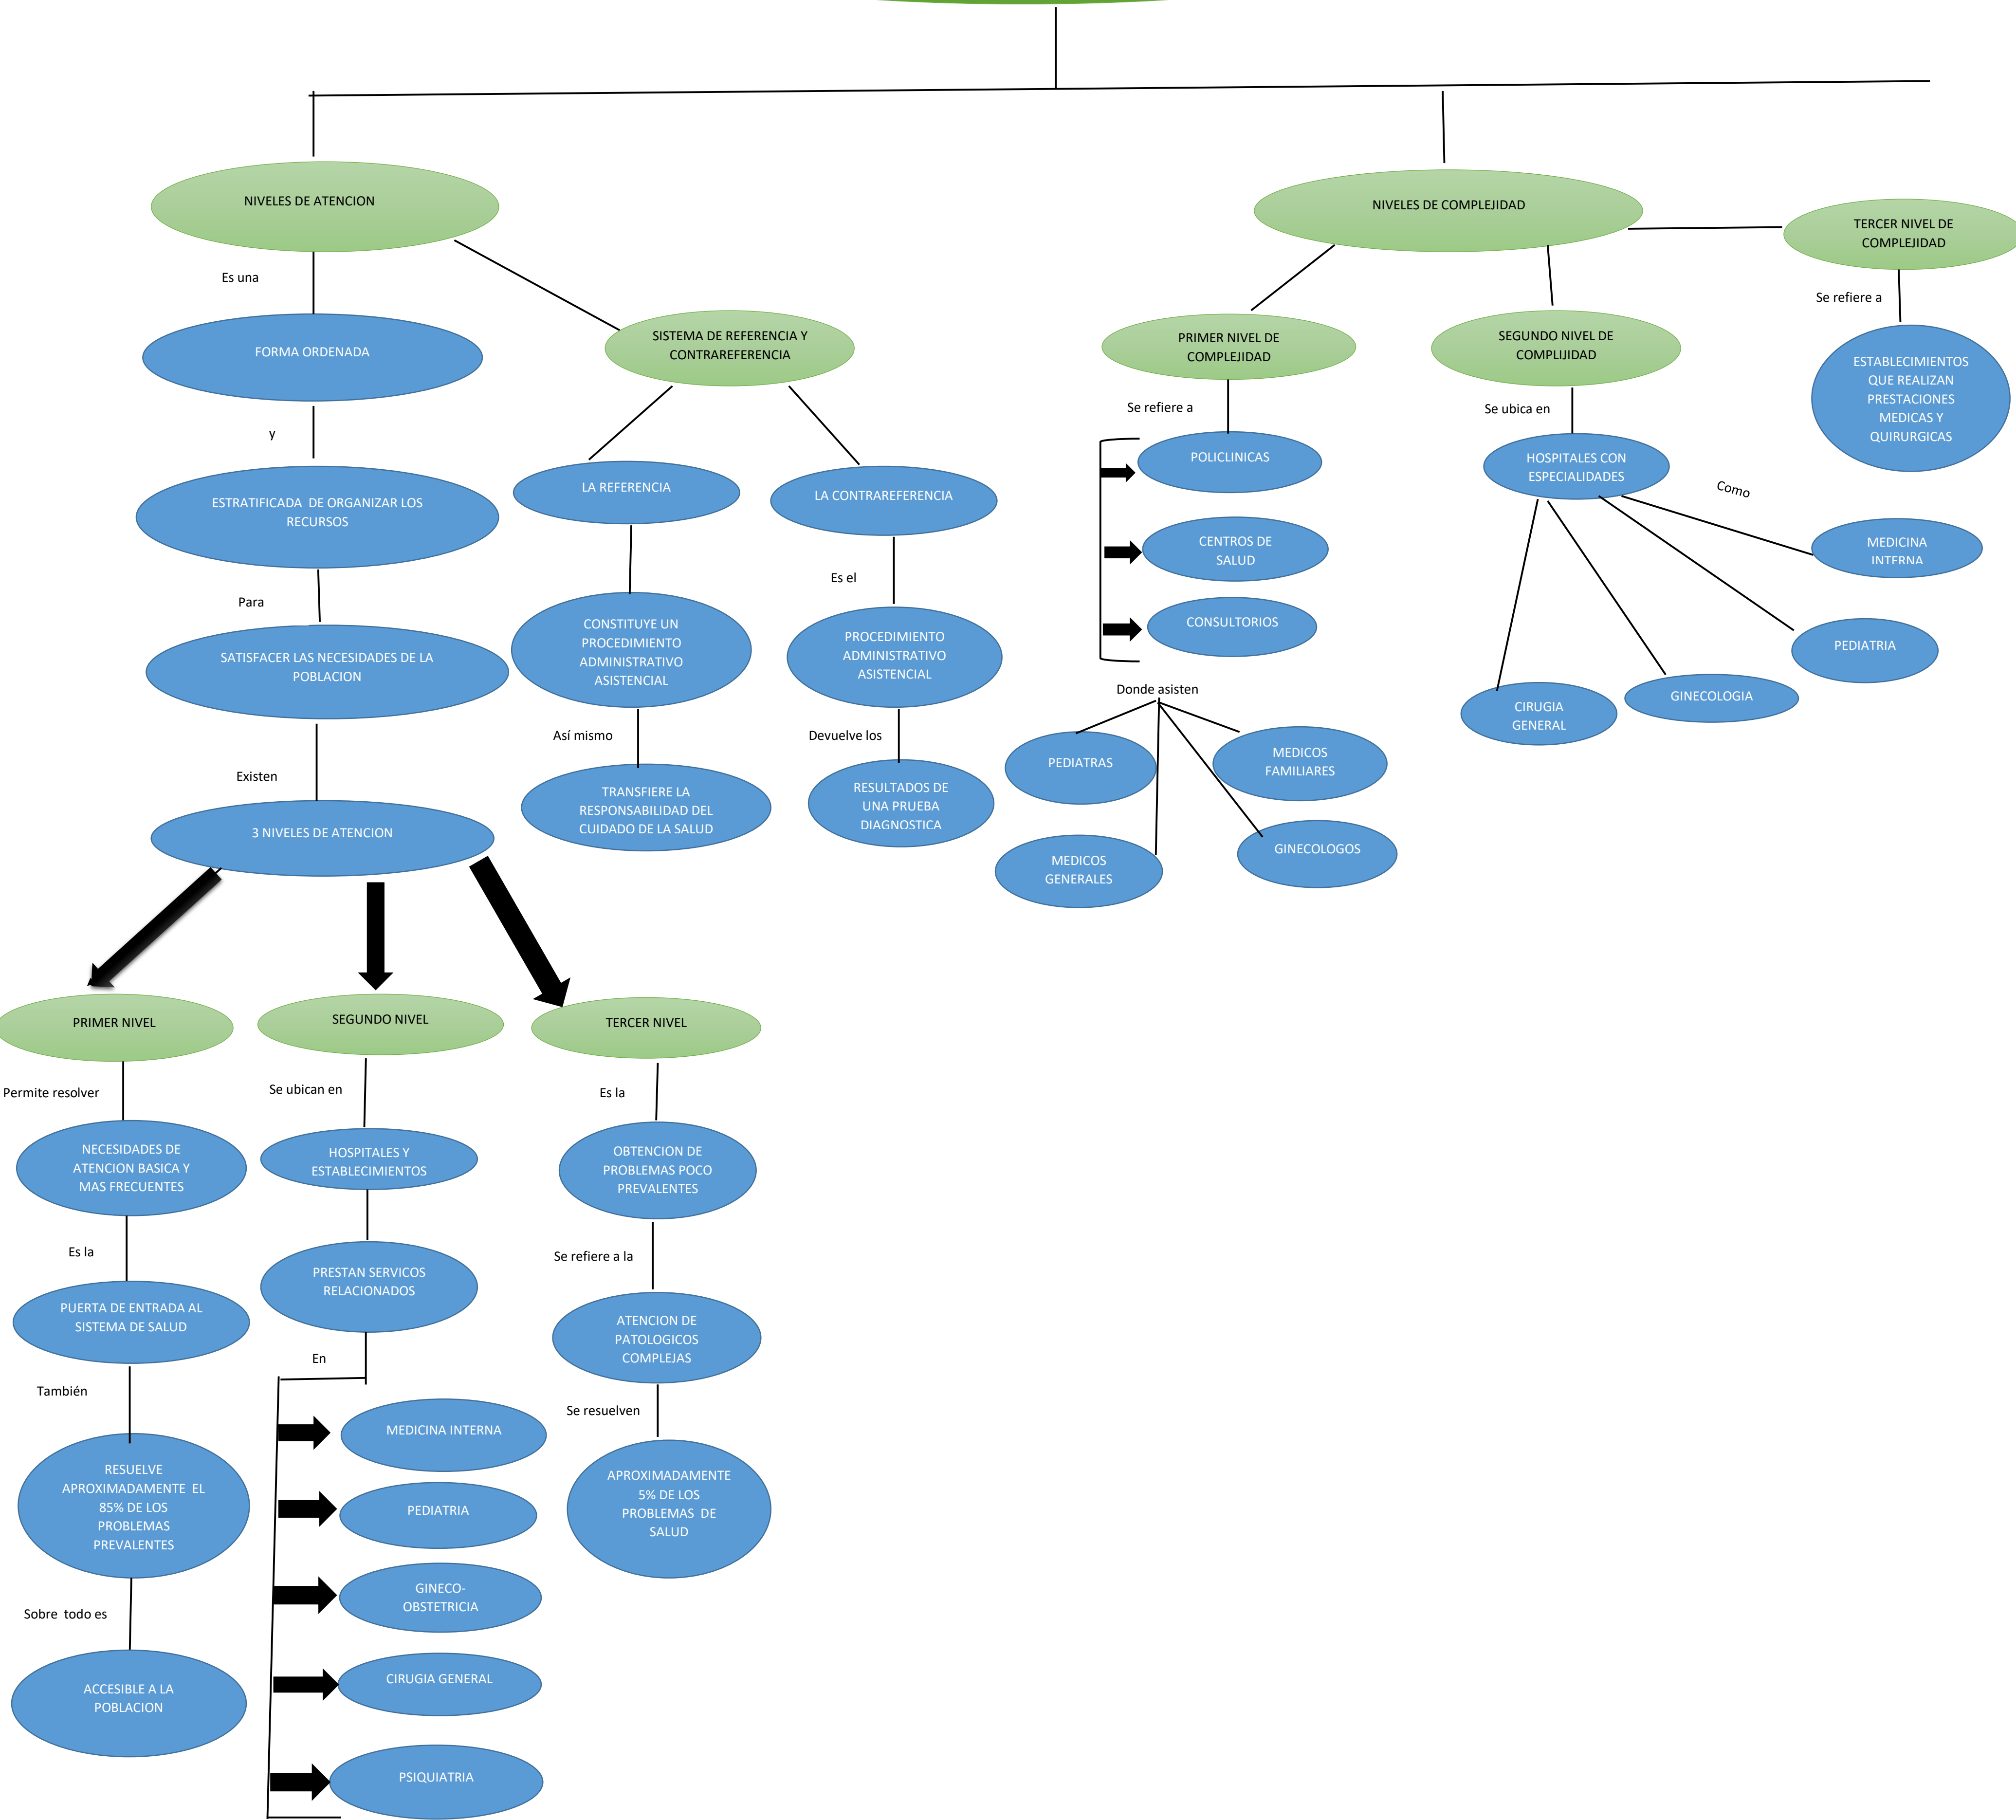 NIVELES DE ATENCION
Es una
FORMA ORDENADA
y
ESTRATIFICADA DE ORGANIZAR LOS
RECURSOS
Para
SATISFACER LAS NECESIDADES DE LA
POBLACION
Existen
3 NIVELES DE ATENCION
SISTEMA DE REFERENCIA Y
CONTRAREFERENCIA
LA REFERENCIA
CONSTITUYE UN
PROCEDIMIENTO
ADMINISTRATIVO
ASISTENCIAL
Así mismo
TRANSFIERE LA
RESPONSABILIDAD DEL
CUIDADO DE LA SALUD
LA CONTRAREFERENCIA
Es el
PROCEDIMIENTO
ADMINISTRATIVO
ASISTENCIAL
Devuelve los
RESULTADOS DE
UNA PRUEBA
DIAGNOSTICA
NIVELES DE COMPLEJIDAD
PRIMER NIVEL DE
COMPLEJIDAD
Se refiere a
POLICLINICAS
CENTROS DE
SALUD
CONSULTORIOS
Donde asisten
PEDIATRAS
MEDICOS
FAMILIARES
MEDICOS
GENERALES
GINECOLOGOS
SEGUNDO NIVEL DE
COMPLIJIDAD
Se ubica en
HOSPITALES CON
ESPECIALIDADES
Como
MEDICINA
INTERNA
PEDIATRIA
GINECOLOGIA
CIRUGIA
GENERAL
TERCER NIVEL DE
COMPLEJIDAD
Se refiere a
ESTABLECIMIENTOS
QUE REALIZAN
PRESTACIONES
MEDICAS Y
QUIRURGICAS
PRIMER NIVEL
Permite resolver
NECESIDADES DE
ATENCION BASICA Y
MAS FRECUENTES
Es la
PUERTA DE ENTRADA AL
SISTEMA DE SALUD
También
RESUELVE
APROXIMADAMENTE EL
85% DE LOS
PROBLEMAS
PREVALENTES
Sobre todo es
ACCESIBLE A LA
POBLACION
SEGUNDO NIVEL
Se ubican en
HOSPITALES Y
ESTABLECIMIENTOS
PRESTAN SERVICOS
RELACIONADOS
En
MEDICINA INTERNA
PEDIATRIA
GINECO-
OBSTETRICIA
CIRUGIA GENERAL
PSIQUIATRIA
TERCER NIVEL
Es la
OBTENCION DE
PROBLEMAS POCO
PREVALENTES
Se refiere a la
ATENCION DE
PATOLOGICOS
COMPLEJAS
Se resuelven
APROXIMADAMENTE
5% DE LOS
PROBLEMAS DE
SALUD